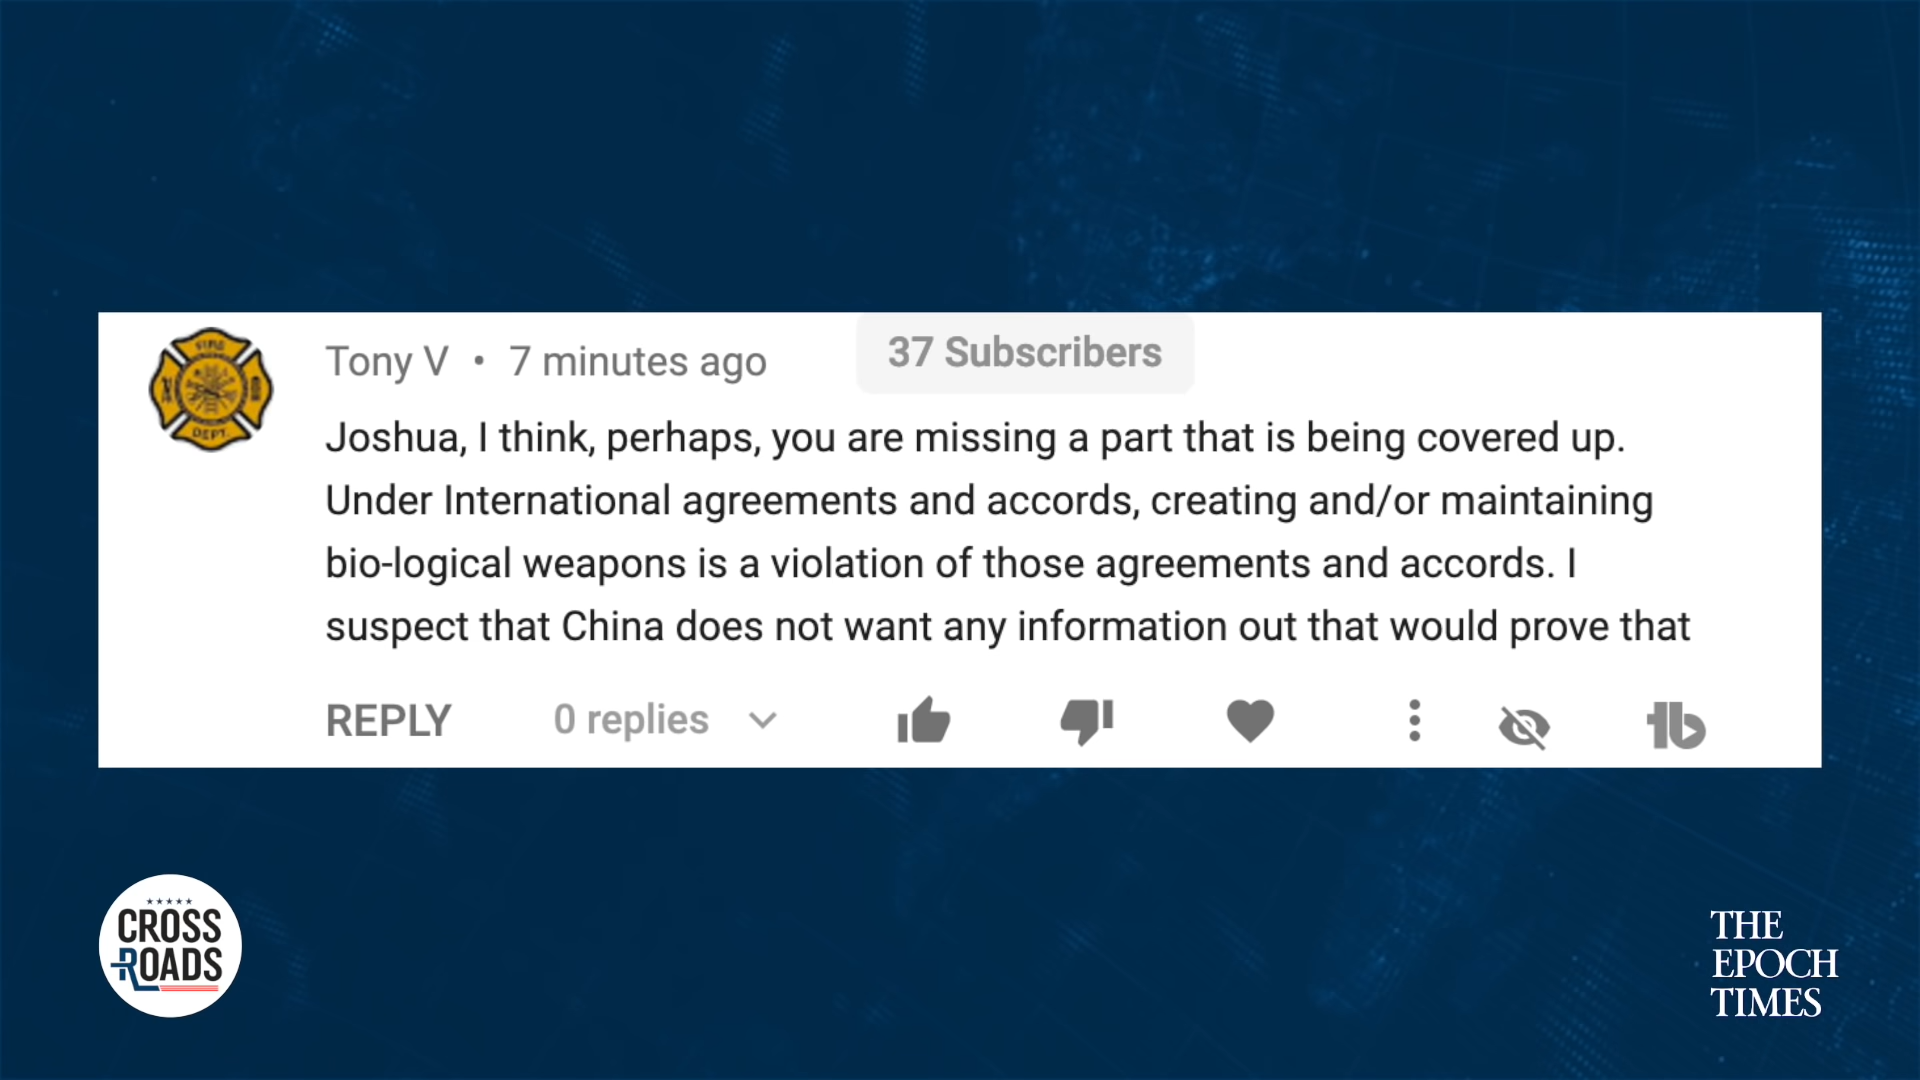 FIRE
DEPT.
Tony V • 7 minutes ago
37 Subscribers
Joshua, I think, perhaps, you are missing a part that is being covered up.
Under International agreements and accords, creating and/or maintaining
bio-logical weapons is a violation of those agreements and accords. I
suspect that China does not want any information out that would prove that
REPLY
0 replies
CROSS
ROADS
THE
EPOCH
TIMES